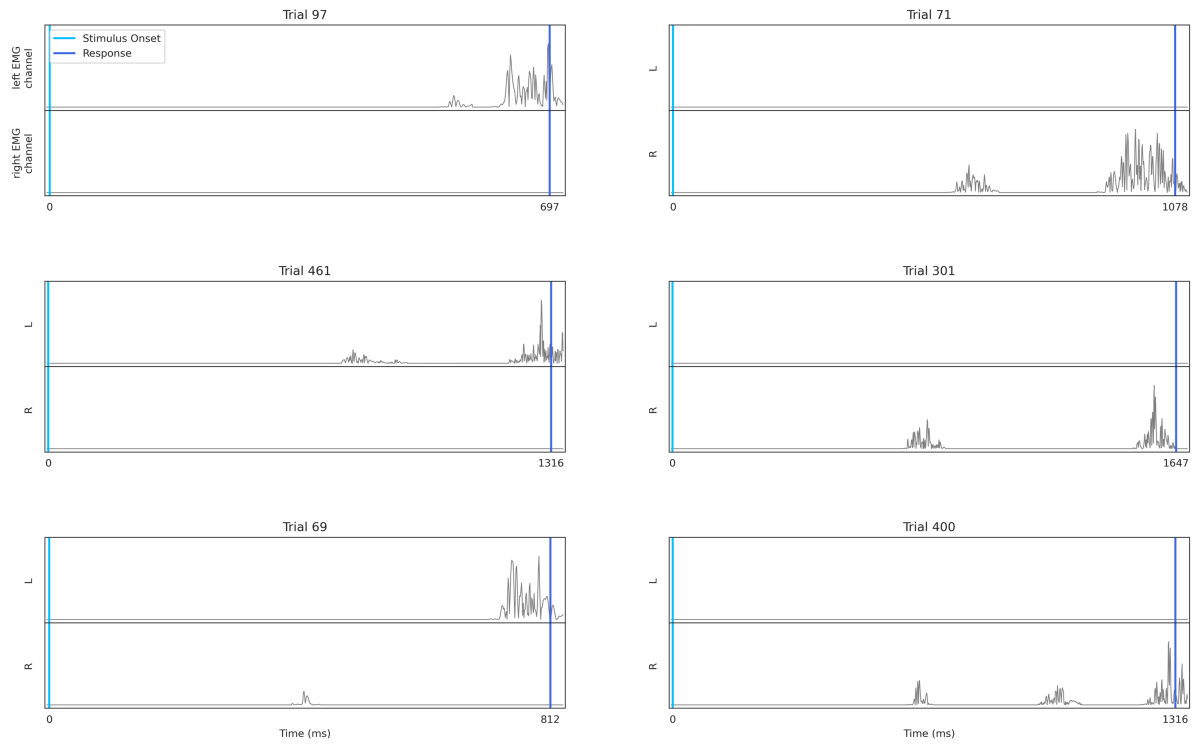 Trial 97
Stimulus Onset
Response
left EMG
channel
right EMG
channel
0
697
Trial 71
L
R
0
1078
Trial 461
L
R
0
1316
Trial 301
L
R
0
1647
Trial 69
L
R
0
812
Time (ms)
Trial 400
L
R
0
1316
Time (ms)